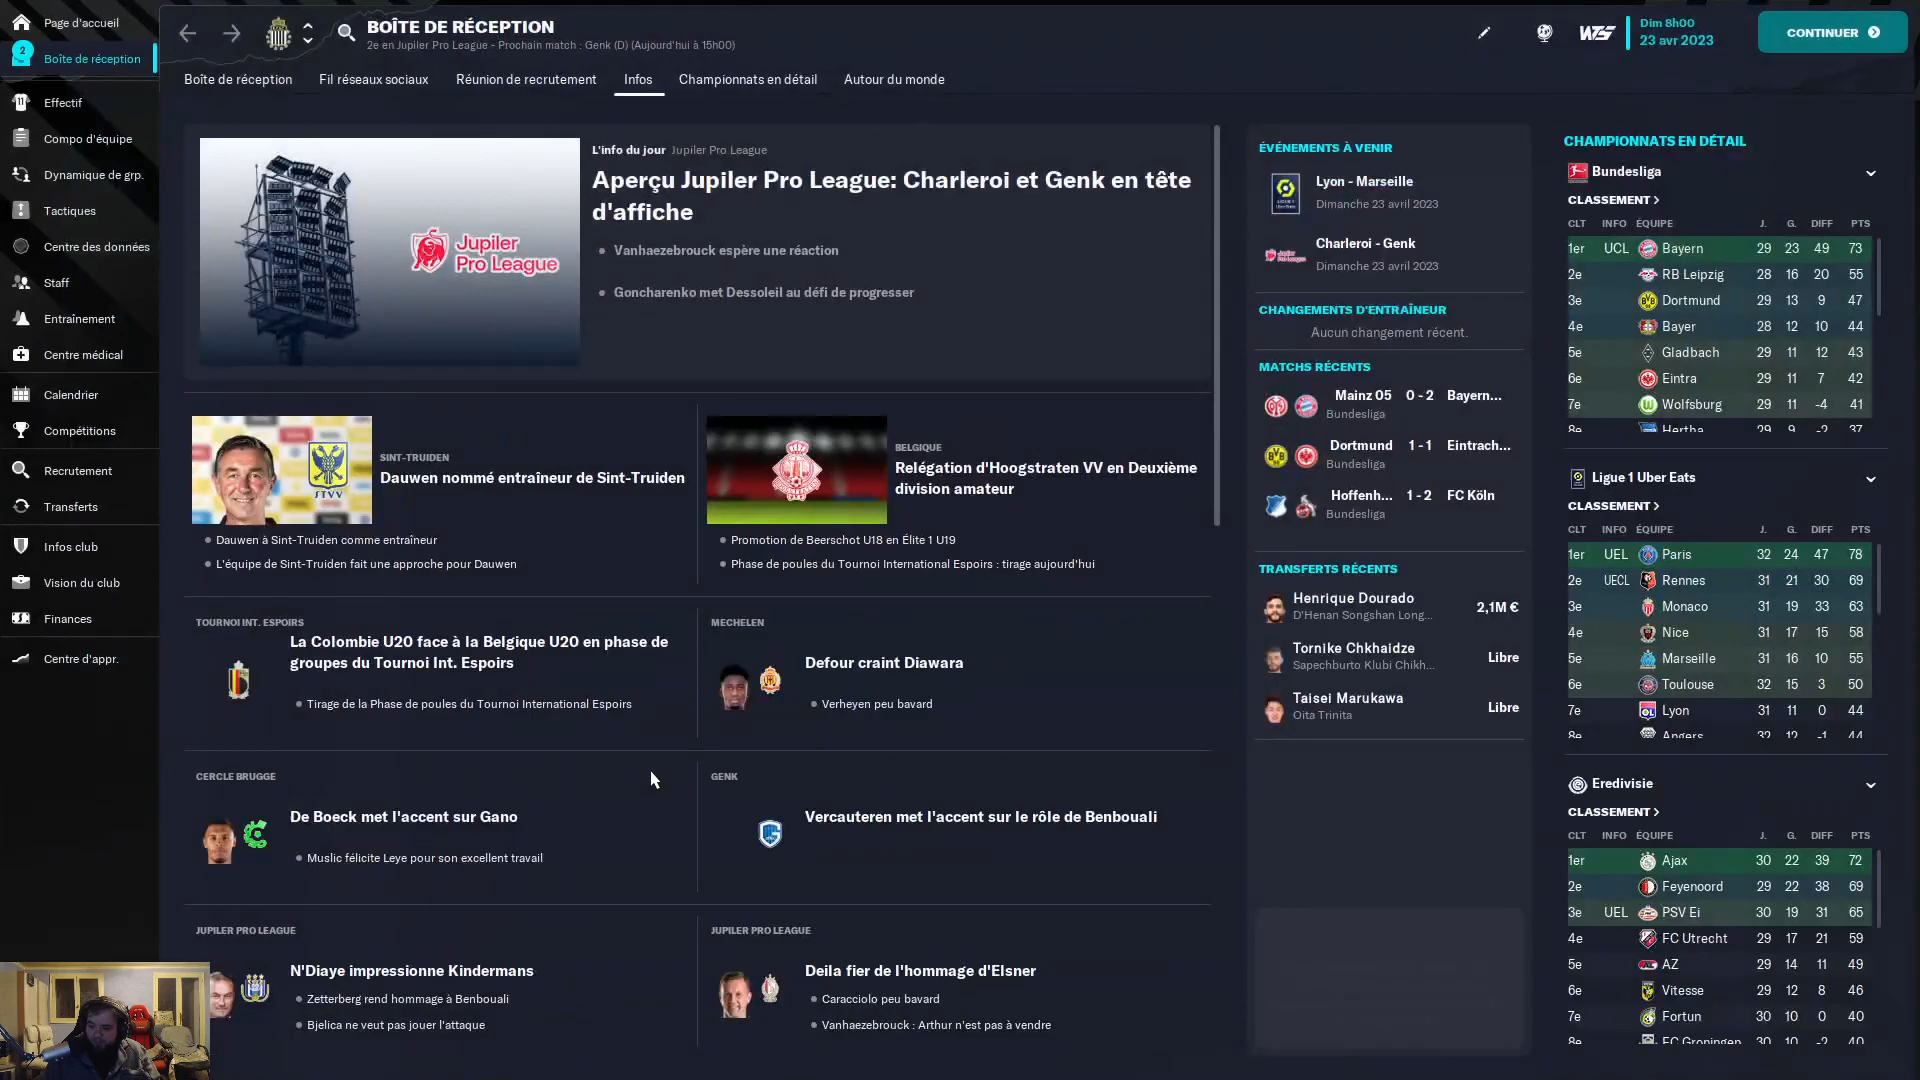 Page d'accueil
2
Boîte de réception
Effectif
Compo d'équipe
Dynamique de grp.
Tactiques
Centre des données
Staff
Entraînement
Centre médical
Calendrier
Compétitions
Recrutement
Transferts
Infos club
Vision du club
Finances
Centre d'appr.
BOÎTE DE RÉCEPTION
2e en Jupiler Pro League - Prochain match : Genk (D) (Aujourd'hui à 15h00)
Dim 8h00
23 avr 2023
CONTINUER
Boîte de réception
Fil réseaux sociaux
Réunion de recrutement
Infos
Championnats en détail
Autour du monde
Jupiler
Pro League
L'info du jour Jupiler Pro League
Aperçu Jupiler Pro League: Charleroi et Genk en tête
d'affiche
Vanhaezebrouck espère une réaction
Goncharenko met Dessoleil au défi de progresser
STVV
SINT-TRUIDEN
Dauwen nommé entraîneur de Sint-Truiden
Dauwen à Sint-Truiden comme entraîneur
L'équipe de Sint-Truiden fait une approche pour Dauwen
BELGIQUE
Relégation d'Hoogstraten VV en Deuxième
division amateur
Promotion de Beerschot U18 en Élite 1 U19
Phase de poules du Tournoi International Espoirs : tirage aujourd'hui
TOURNOI INT. ESPOIRS
La Colombie U20 face à la Belgique U20 en phase de
groupes du Tournoi Int. Espoirs
Tirage de la Phase de poules du Tournoi International Espoirs
MECHELEN
Defour craint Diawara
Verheyen peu bavard
CERCLE BRUGGE
De Boeck met l'accent sur Gano
Muslic félicite Leye pour son excellent travail
GENK
Vercauteren met l'accent sur le rôle de Benbouali
JUPILER PRO LEAGUE
N'Diaye impressionne Kindermans
Zetterberg rend hommage à Benbouali
Bjelica ne veut pas jouer l'attaque
JUPILER PRO LEAGUE
Deila fier de l'hommage d'Elsner
Caracciolo peu bavard
Vanhaezebrouck : Arthur n'est pas à vendre
ÉVÉNEMENTS À VENIR
Lyon - Marseille
Dimanche 23 avril 2023
Charleroi - Genk
Dimanche 23 avril 2023
CHANGEMENTS D'ENTRAÎNEUR
Aucun changement récent.
MATCHS RÉCENTS
Mainz 05 0 - 2 Bayern...
Bundesliga
Dortmund 1 - 1 Eintrach...
Bundesliga
Hoffenh... 1 - 2 FC Köln
Bundesliga
TRANSFERTS RÉCENTS
Henrique Dourado 2,1M €
D'Henan Songshan Long...
Tornike Chkhaidze Libre
Sapechburto Klubi Chikh...
Taisei Marukawa Libre
Oita Trinita
CHAMPIONNATS EN DÉTAIL
Bundesliga
CLASSEMENT >
CLT INFO ÉQUIPE J. G. DIFF PTS
1er UCL Bayern 29 23 49 73
2e RB Leipzig 28 16 20 55
3e Dortmund 29 13 9 47
4e Bayer 28 12 10 44
5e Gladbach 29 11 12 43
6e Eintra 29 11 7 42
7e Wolfsburg 29 11 -4 41
8e Hertha 29 9 -2 37
Ligue 1 Uber Eats
CLASSEMENT >
CLT INFO ÉQUIPE J. G. DIFF PTS
1er UEL Paris 32 24 47 78
2e UECL Rennes 31 21 30 69
3e Monaco 31 19 33 63
4e Nice 31 17 15 58
5e Marseille 31 16 10 55
6e Toulouse 32 15 3 50
7e Lyon 31 11 0 44
8e Angers 32 12 -1 44
Eredivisie
CLASSEMENT >
CLT INFO ÉQUIPE J. G. DIFF PTS
1er Ajax 30 22 39 72
2e Feyenoord 29 22 38 69
3e UEL PSV Ei 30 19 31 65
4e FC Utrecht 29 17 21 59
5e AZ 29 14 11 49
6e Vitesse 29 12 8 46
7e Fortun 30 10 0 40
8e FC Groningen 30 10 -2 40